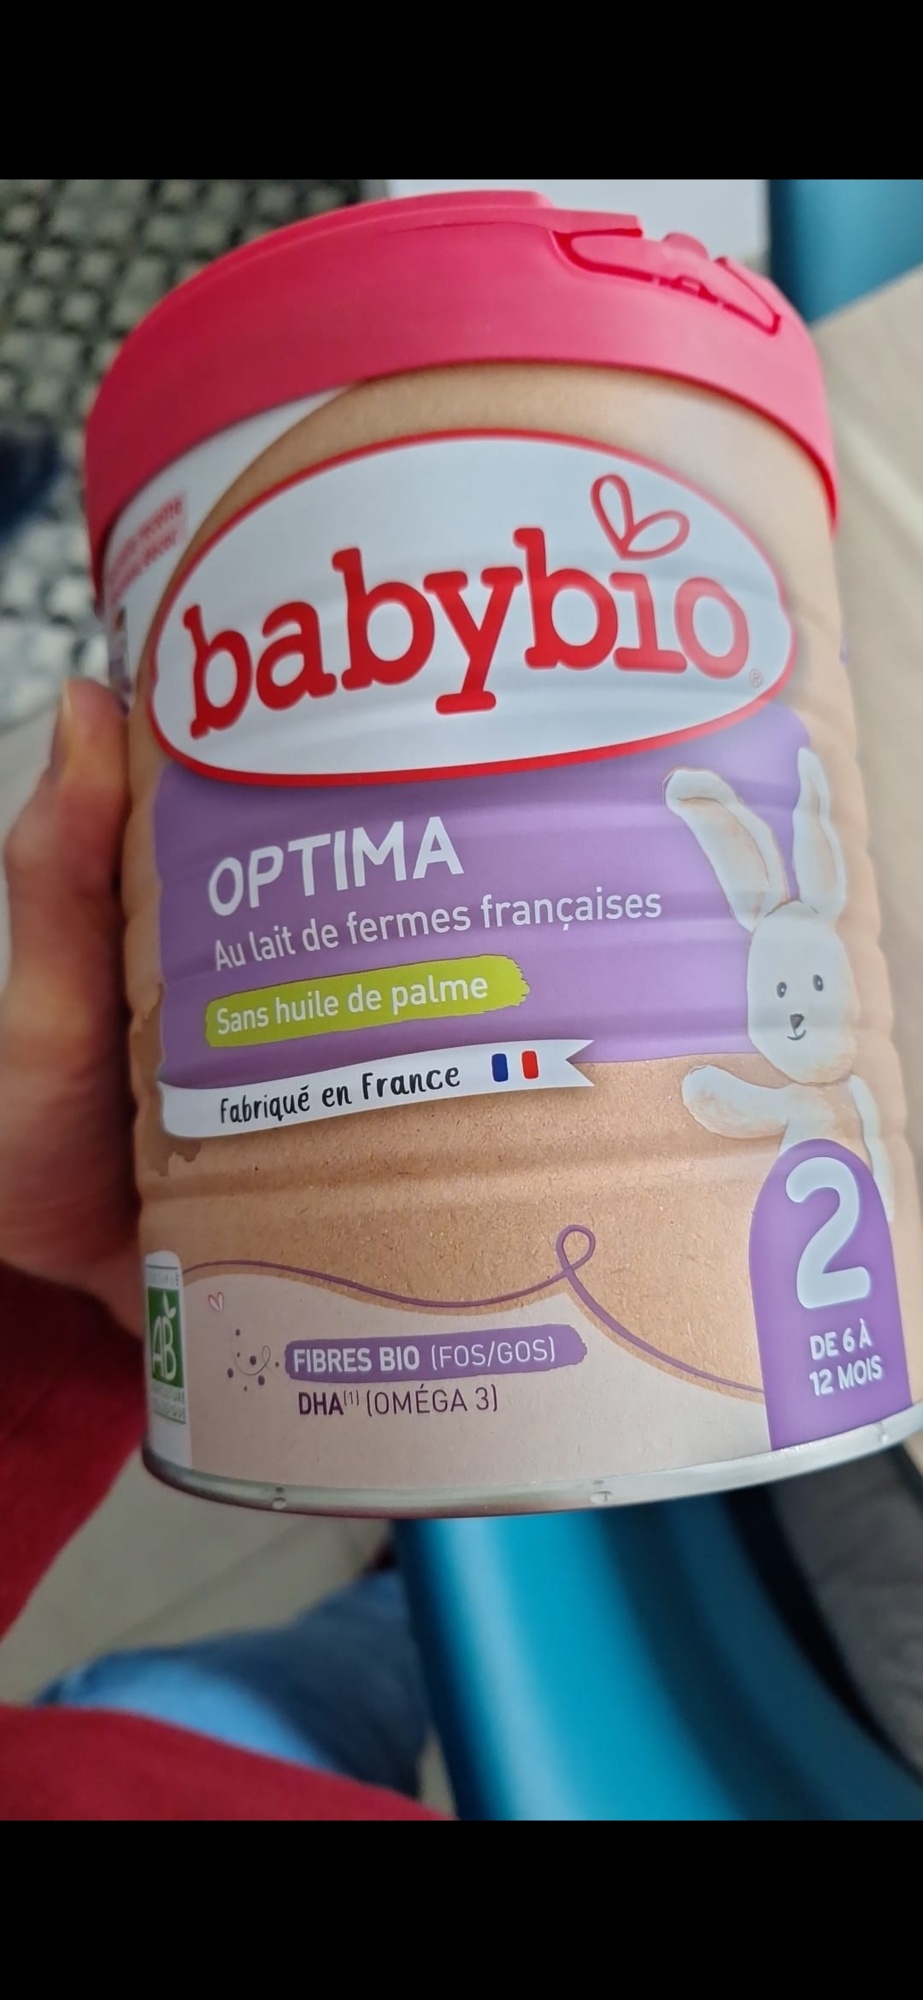 babybio
OPTIMA
Au lait de fermes françaises
Sans huile de palme
Fabriqué en France
2
DE 6 À
12 MOIS
AB
FIBRES BIO (FOS/GOS)
DHA(1) (OMÉGA 3)